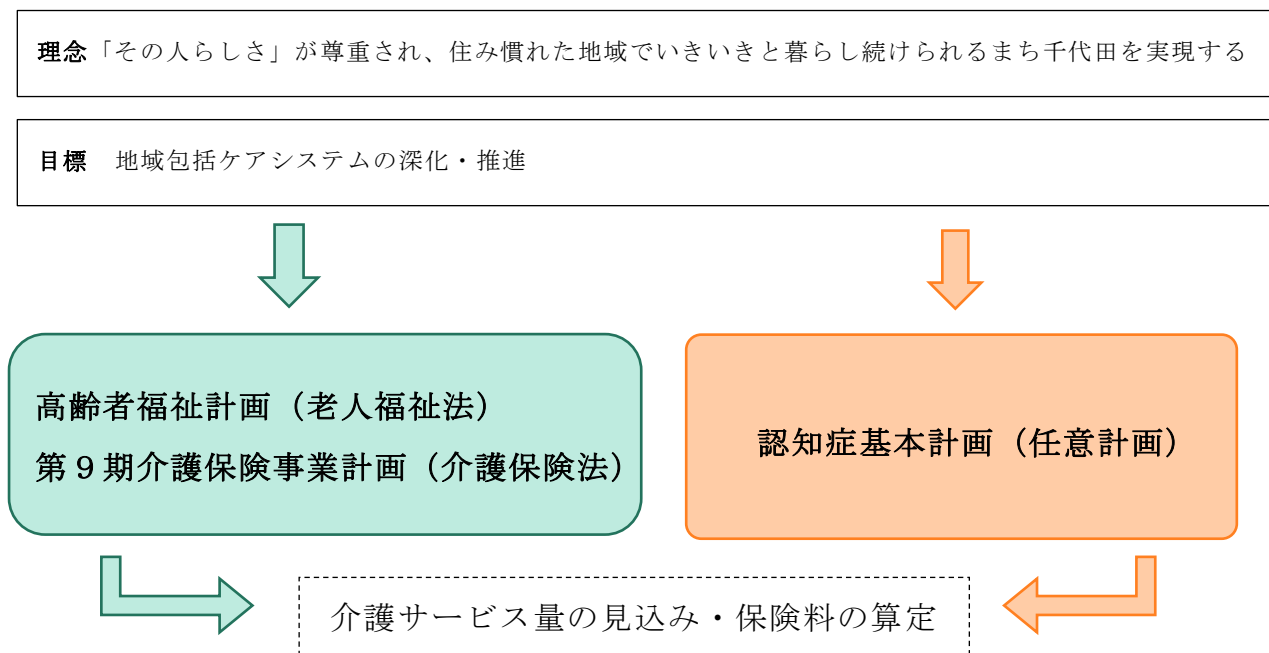 理念「その人らしさ」が尊重され、住み慣れた地域でいきいきと暮らし続けられるまち千代田を実現する
目標　地域包括ケアシステムの深化・推進
高齢者福祉計画（老人福祉法）
第９期介護保険事業計画（介護保険法）
認知症基本計画（任意計画）
介護サービス量の見込み・保険料の算定